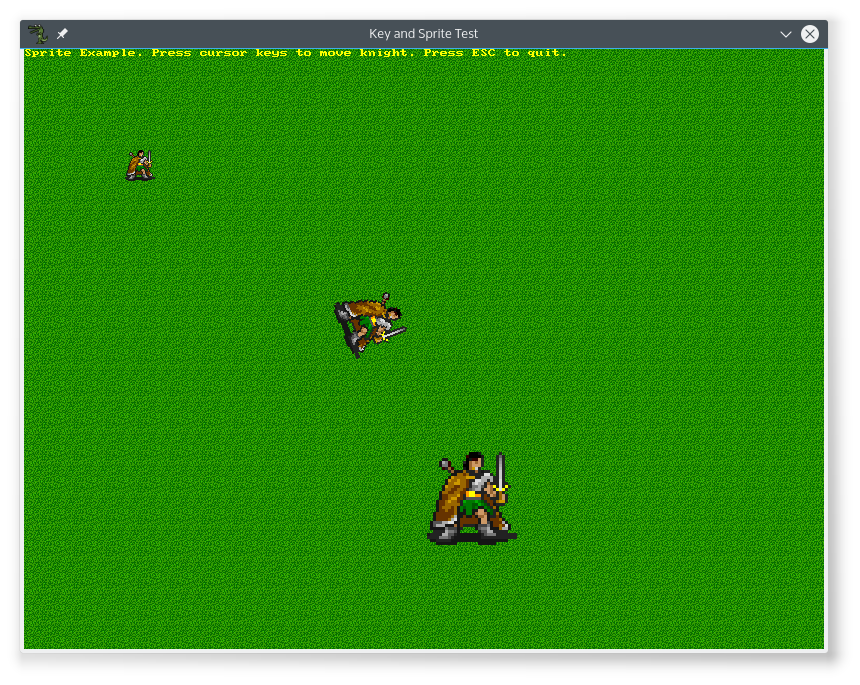 Key and Sprite Test
Sprite Example. Press cursor keys to move knight. Press ESC to quit.